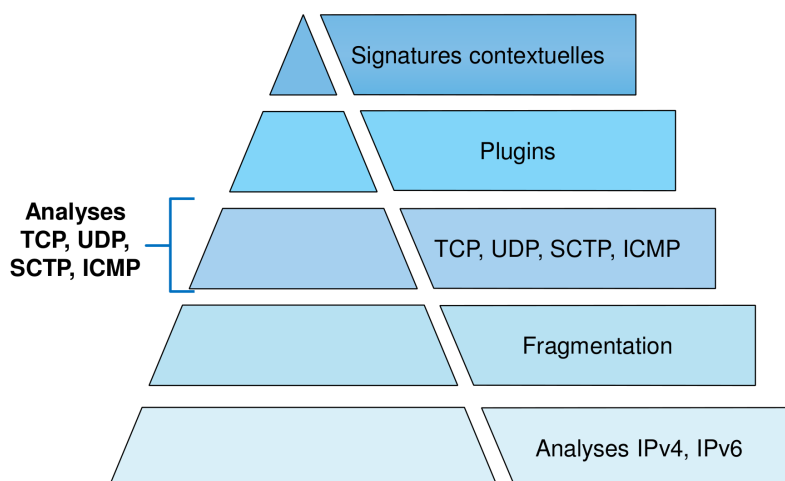 Signatures contextuelles
Plugins
Analyses
TCP, UDP,
SCTP, ICMP
TCP, UDP, SCTP, ICMP
Fragmentation
Analyses IPv4, IPv6